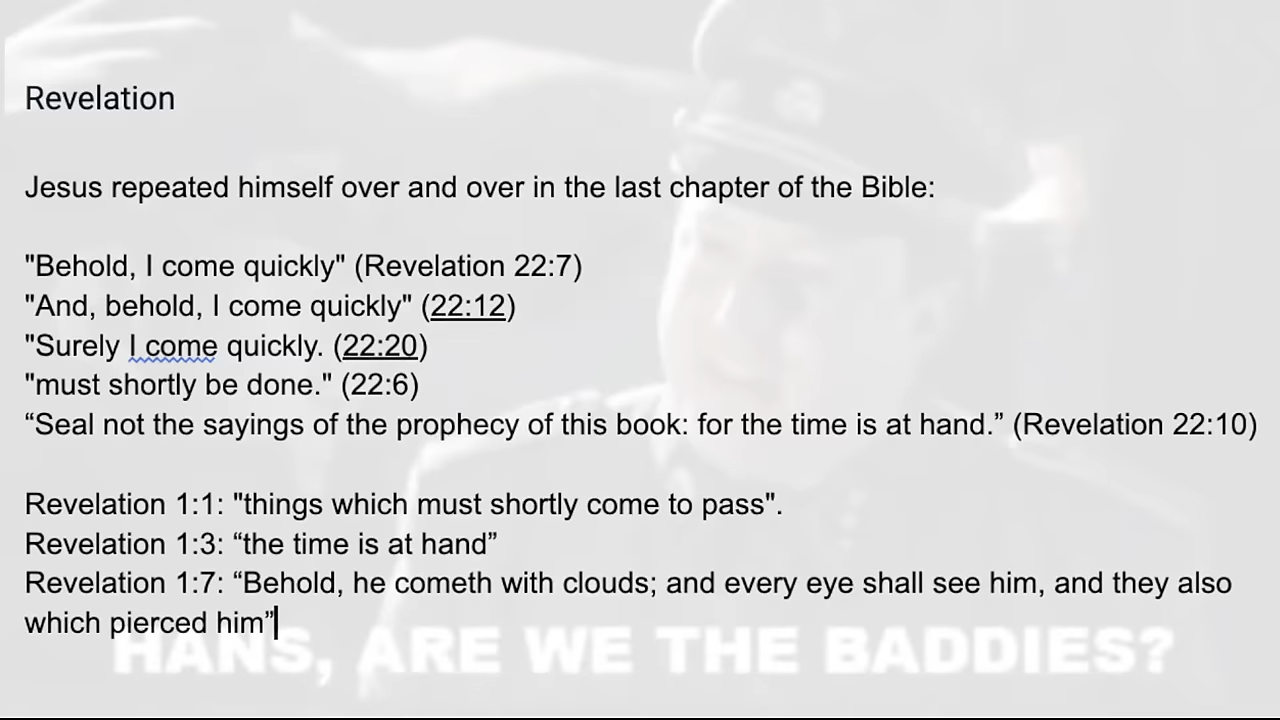 Revelation
Jesus repeated himself over and over in the last chapter of the Bible:
"Behold, I come quickly" (Revelation 22:7)
"And, behold, I come quickly" (22:12)
"Surely I come quickly. (22:20)
"must shortly be done." (22:6)
“Seal not the sayings of the prophecy of this book: for the time is at hand.” (Revelation 22:10)
Revelation 1:1: "things which must shortly come to pass".
Revelation 1:3: “the time is at hand”
Revelation 1:7: “Behold, he cometh with clouds; and every eye shall see him, and they also
which pierced him”
HANS, ARE WE THE BADDIES?